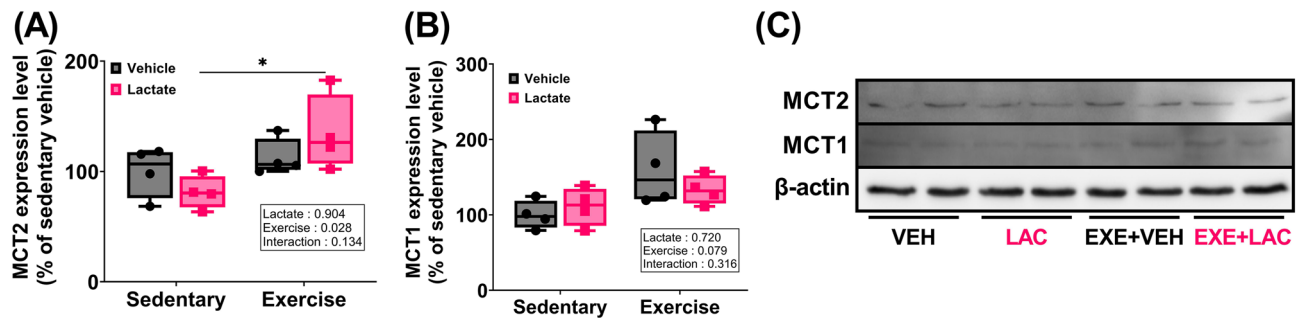 (A)
MCT2 expression level
(% of sedentary vehicle)
200
100
0
Vehicle
Lactate
*
Lactate : 0.904
Exercise : 0.028
Interaction : 0.134
Sedentary
Exercise
(B)
MCT1 expression level
(% of sedentary vehicle)
300
200
100
0
Vehicle
Lactate
Lactate : 0.720
Exercise : 0.079
Interaction : 0.316
Sedentary
Exercise
(C)
MCT2
MCT1
β-actin
VEH
LAC
EXE+VEH
EXE+LAC